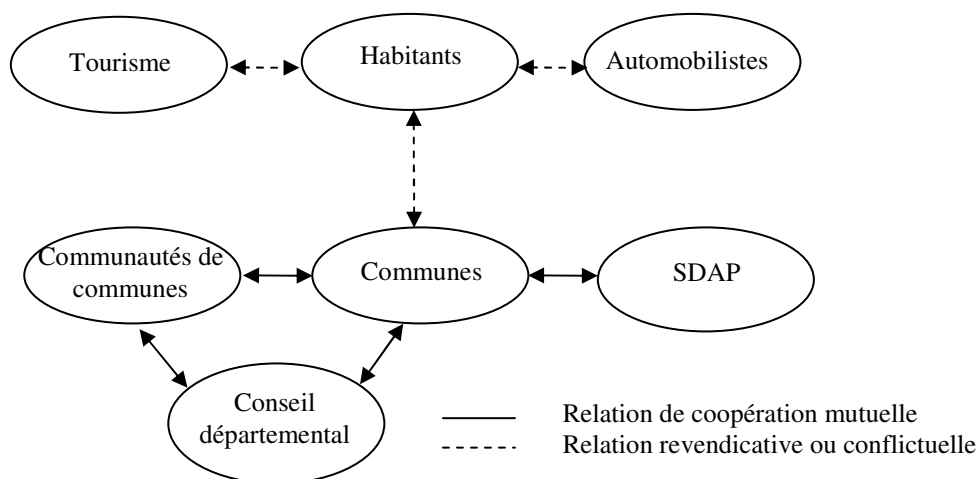 Tourisme
Habitants
Automobilistes
Communautés de
communes
Communes
SDAP
Conseil
départemental
Relation de coopération mutuelle
Relation revendicative ou conflictuelle